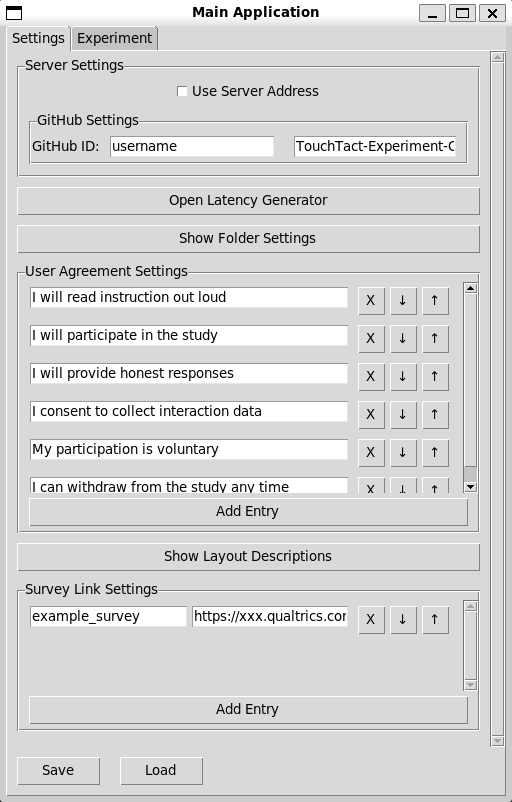 Main Application
Settings Experiment
Server Settings
Use Server Address
GitHub Settings
GitHub ID: username TouchTact-Experiment-C
Open Latency Generator
Show Folder Settings
User Agreement Settings
I will read instruction out loud X ↓ ↑
I will participate in the study X ↓ ↑
I will provide honest responses X ↓ ↑
I consent to collect interaction data X ↓ ↑
My participation is voluntary X ↓ ↑
I can withdraw from the study any time X ↓ ↑
Add Entry
Show Layout Descriptions
Survey Link Settings
example_survey https://xxx.qualtrics.cor X ↓ ↑
Add Entry
Save Load